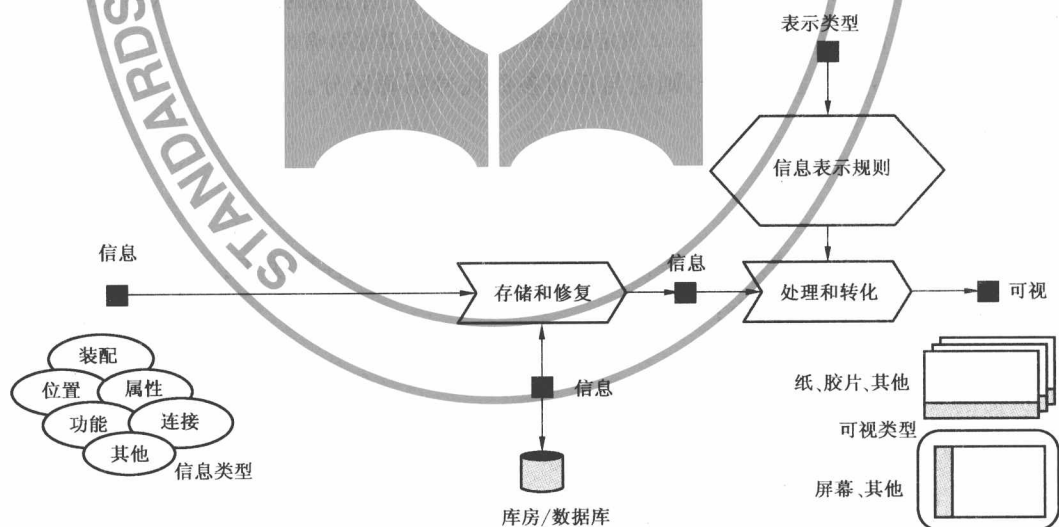 STANDARDS
表示类型
信息表示规则
信息
存储和修复
信息
处理和转化
可视
装配
位置
属性
功能
连接
其他
信息类型
信息
库房/数据库
纸、胶片、其他
可视类型
屏幕、其他